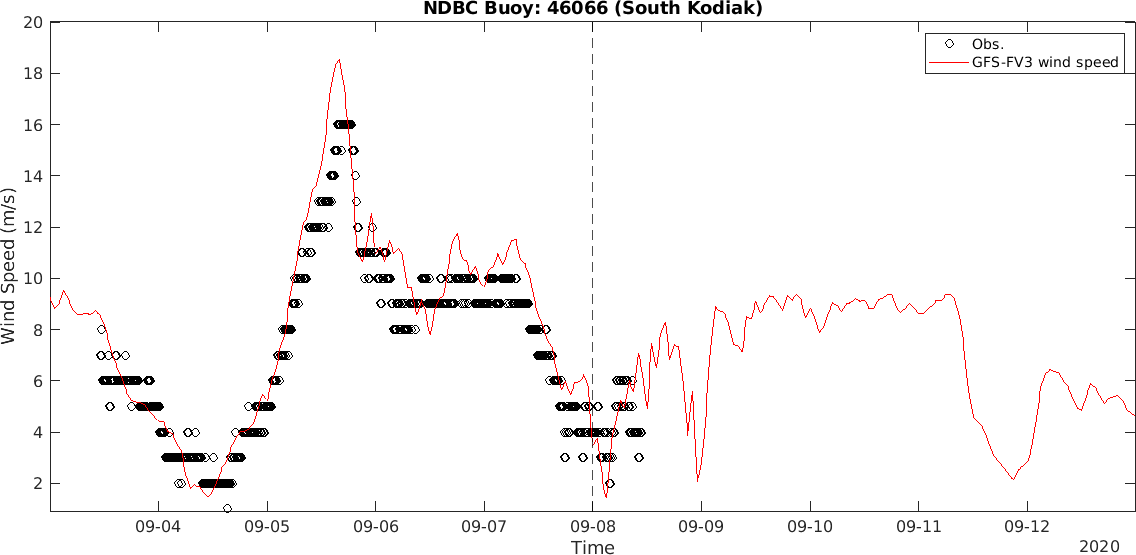 NDBC Buoy: 46066 (South Kodiak)
Obs.
GFS-FV3 wind speed
Wind Speed (m/s)
20
18
16
14
12
10
8
6
4
2
09-04 09-05 09-06 09-07 09-08 09-09 09-10 09-11 09-12
Time
2020